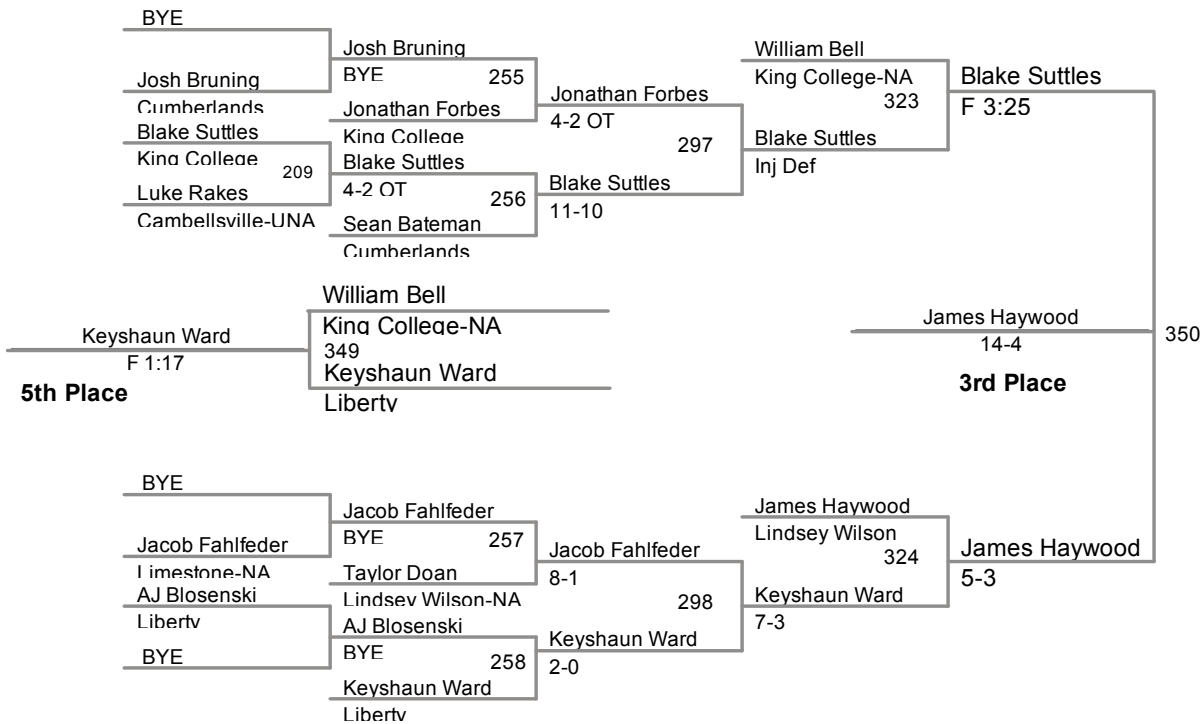 BYE
Josh Bruning
Josh Bruning
Cumberlands
BYE
255
Jonathan Forbes
King College
Jonathan Forbes
4-2 OT
Blake Suttles
King College
209
Luke Rakes
Cambellsville-UNA
Blake Suttles
4-2 OT
256
Sean Bateman
Cumberlands
Blake Suttles
11-10
297
William Bell
King College-NA
323
Blake Suttles
Inj Def
Blake Suttles
F 3:25
William Bell
King College-NA
349
Keyshaun Ward
Liberty
Keyshaun Ward
F 1:17
5th Place
James Haywood
14-4
3rd Place
350
BYE
Jacob Fahlfeder
Limestone-NA
Jacob Fahlfeder
BYE
257
Taylor Doan
Lindsey Wilson-NA
Jacob Fahlfeder
8-1
AJ Blosenski
Liberty
BYE
AJ Blosenski
BYE
258
Keyshaun Ward
Liberty
Keyshaun Ward
2-0
298
James Haywood
Lindsey Wilson
324
Keyshaun Ward
7-3
James Haywood
5-3